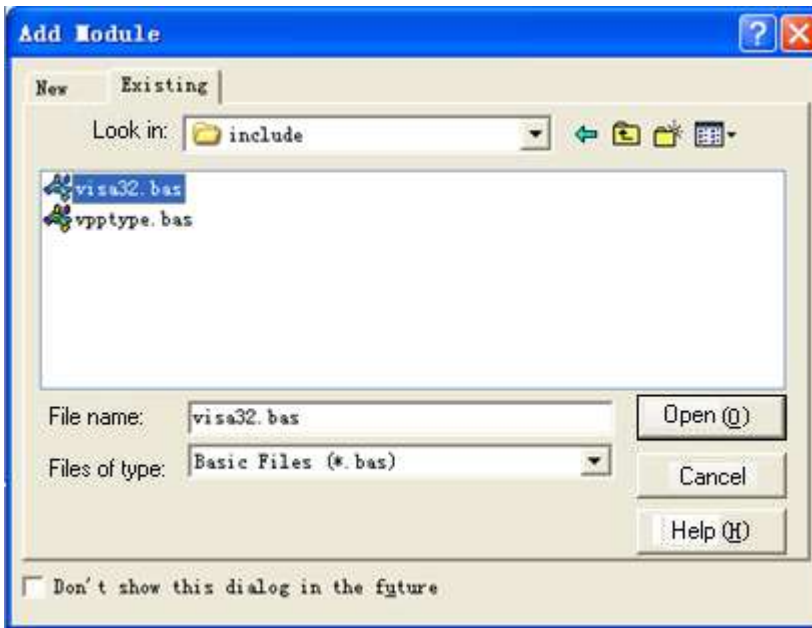 Add Module
New Existing
Look in: include
visa32.bas
vpptype.bas
File name: visa32.bas Open (O)
Files of type: Basic Files (*.bas)
Cancel
Help (H)
Don't show this dialog in the future